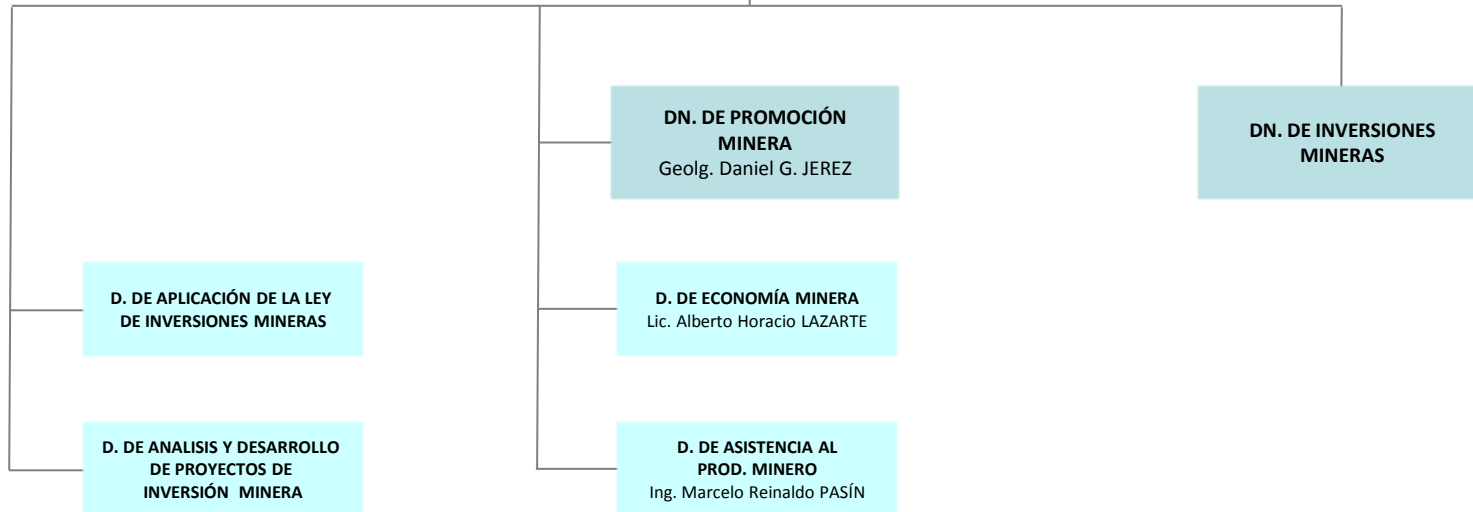 DN. DE PROMOCIÓN
MINERA
Geolg. Daniel G. JEREZ
DN. DE INVERSIONES
MINERAS
D. DE APLICACIÓN DE LA LEY
DE INVERSIONES MINERAS
D. DE ECONOMÍA MINERA
Lic. Alberto Horacio LAZARTE
D. DE ANALISIS Y DESARROLLO
DE PROYECTOS DE
INVERSIÓN MINERA
D. DE ASISTENCIA AL
PROD. MINERO
Ing. Marcelo Reinaldo PASÍN